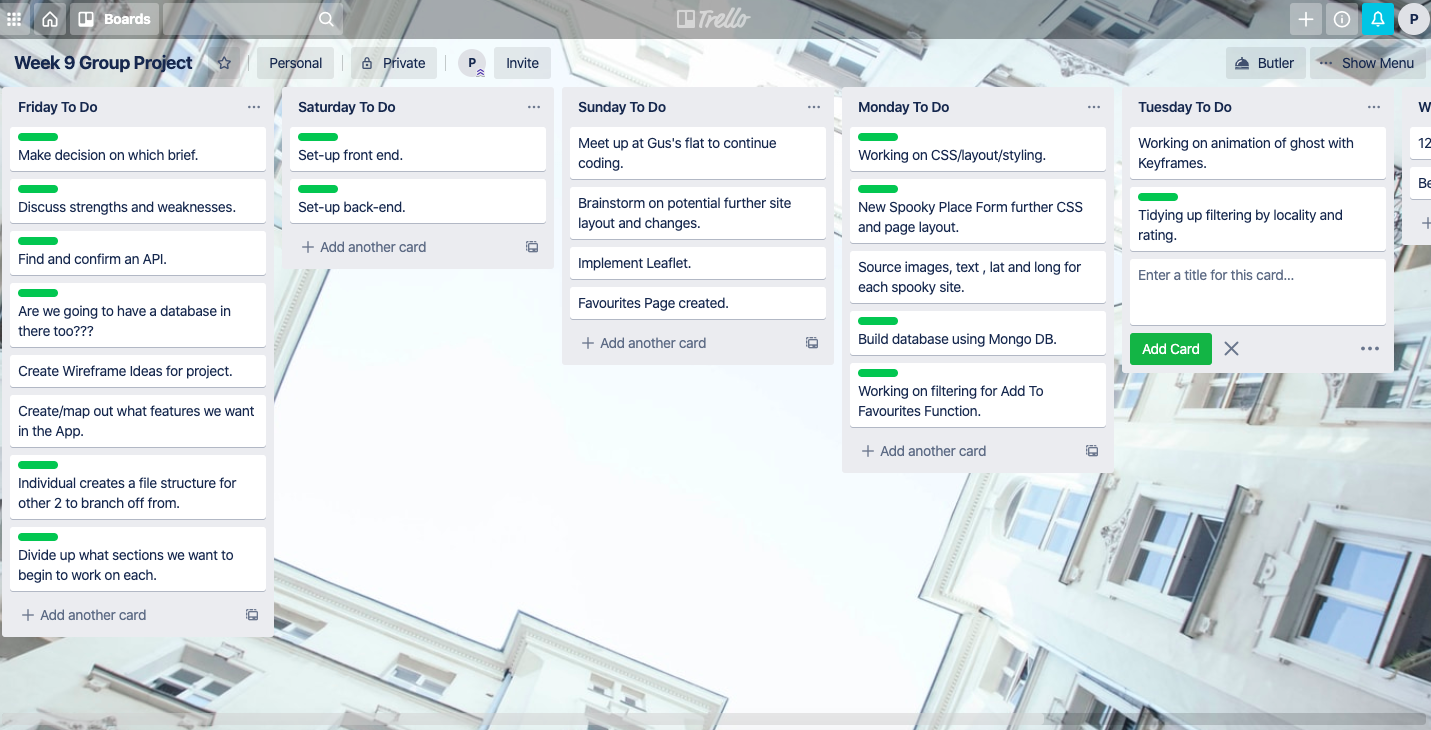 Boards
Trello
Week 9 Group Project
Personal
Private
P
Invite
P
Butler
Show Menu
Friday To Do
Make decision on which brief.
Discuss strengths and weaknesses.
Find and confirm an API.
Are we going to have a database in
there too???
Create Wireframe Ideas for project.
Create/map out what features we want
in the App.
Individual creates a file structure for
other 2 to branch off from.
Divide up what sections we want to
begin to work on each.
Add another card
Saturday To Do
Set-up front end.
Set-up back-end.
Add another card
Sunday To Do
Meet up at Gus's flat to continue
coding.
Brainstorm on potential further site
layout and changes.
Implement Leaflet.
Favourites Page created.
Add another card
Monday To Do
Working on CSS/layout/styling.
New Spooky Place Form further CSS
and page layout.
Source images, text , lat and long for
each spooky site.
Build database using Mongo DB.
Working on filtering for Add To
Favourites Function.
Add another card
Tuesday To Do
Working on animation of ghost with
Keyframes.
Tidying up filtering by locality and
rating.
Enter a title for this card...
Add Card
W
12
Be